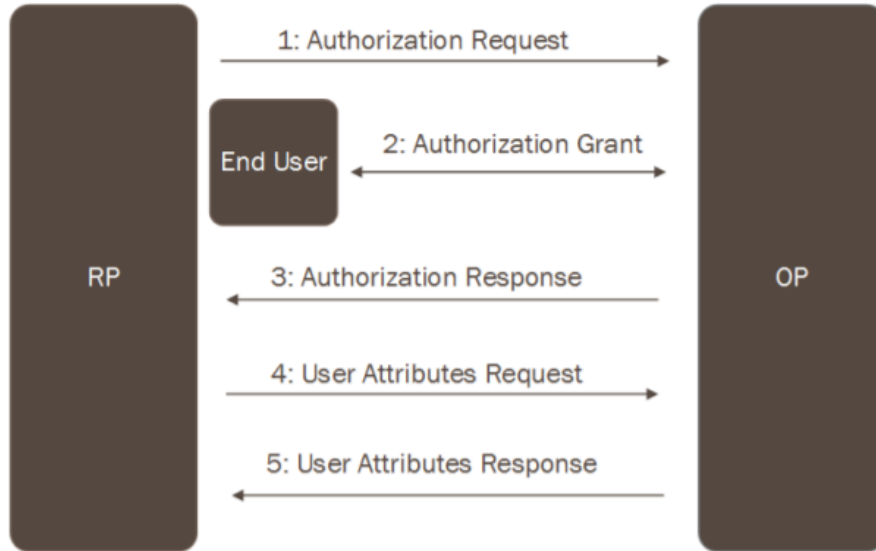 1: Authorization Request
End User
2: Authorization Grant
RP
3: Authorization Response
OP
4: User Attributes Request
5: User Attributes Response